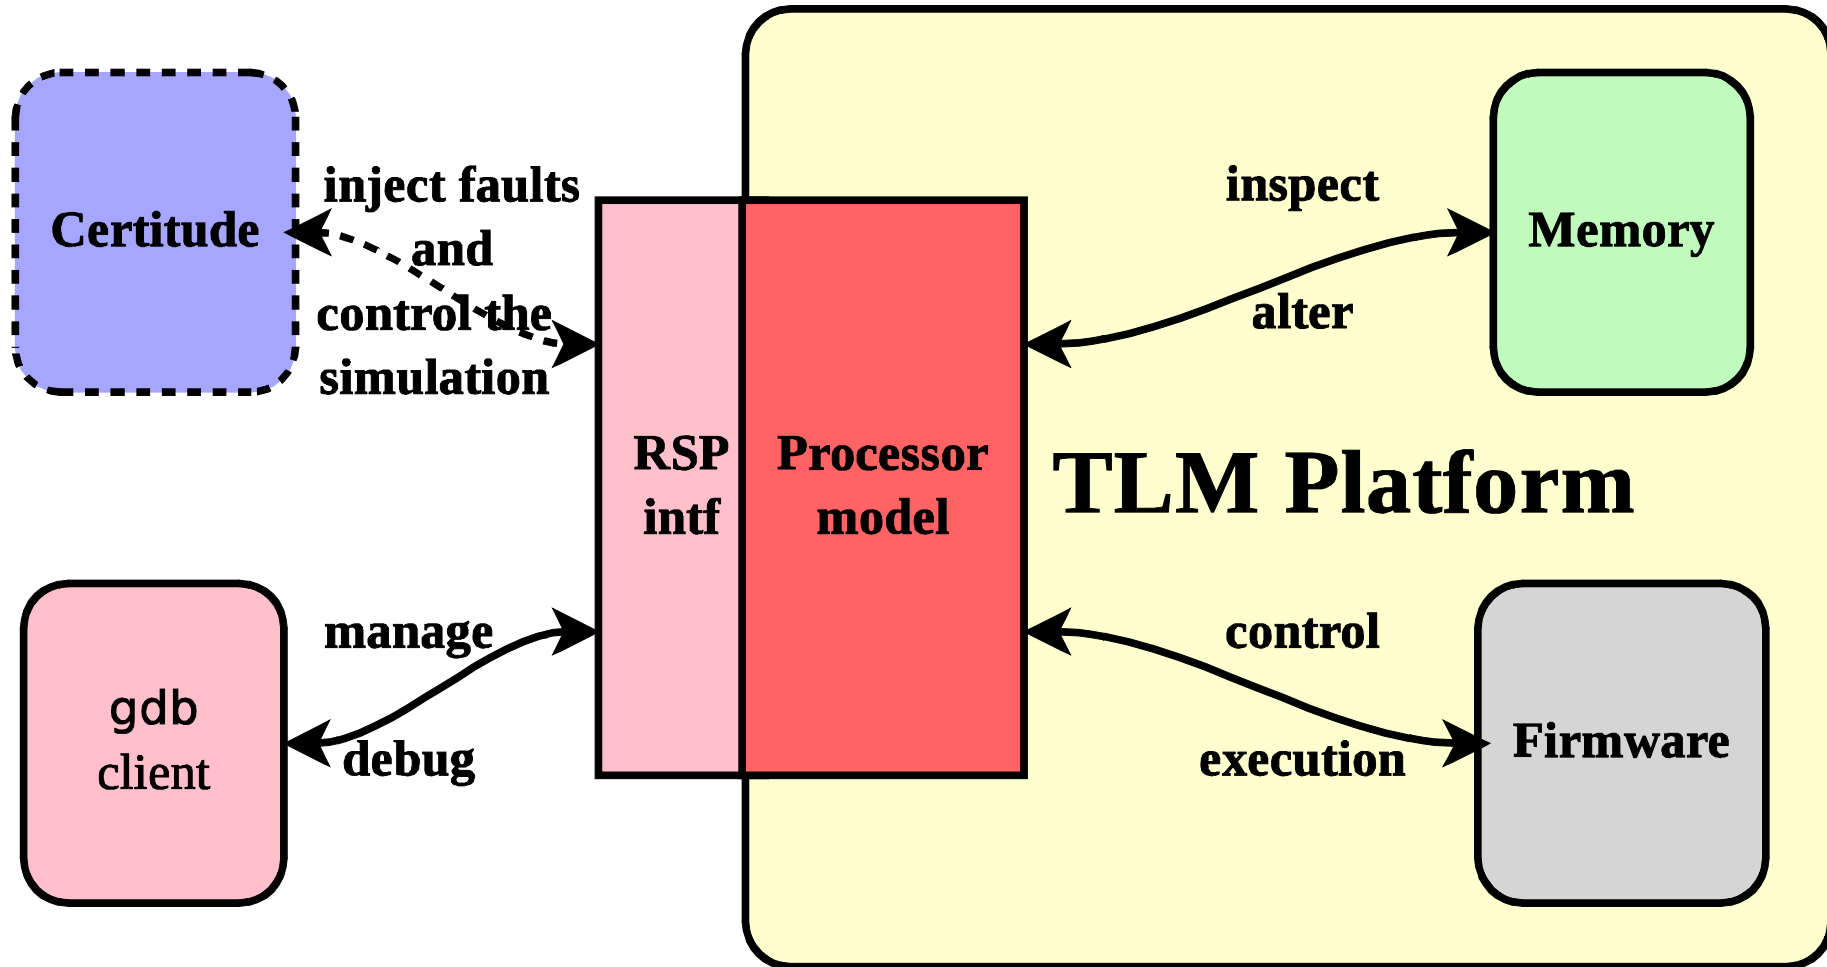 Certitude
inject faults
and
control the
simulation
RSP
intf
Processor
model
inspect
alter
Memory
TLM Platform
gdb
client
manage
debug
control
execution
Firmware